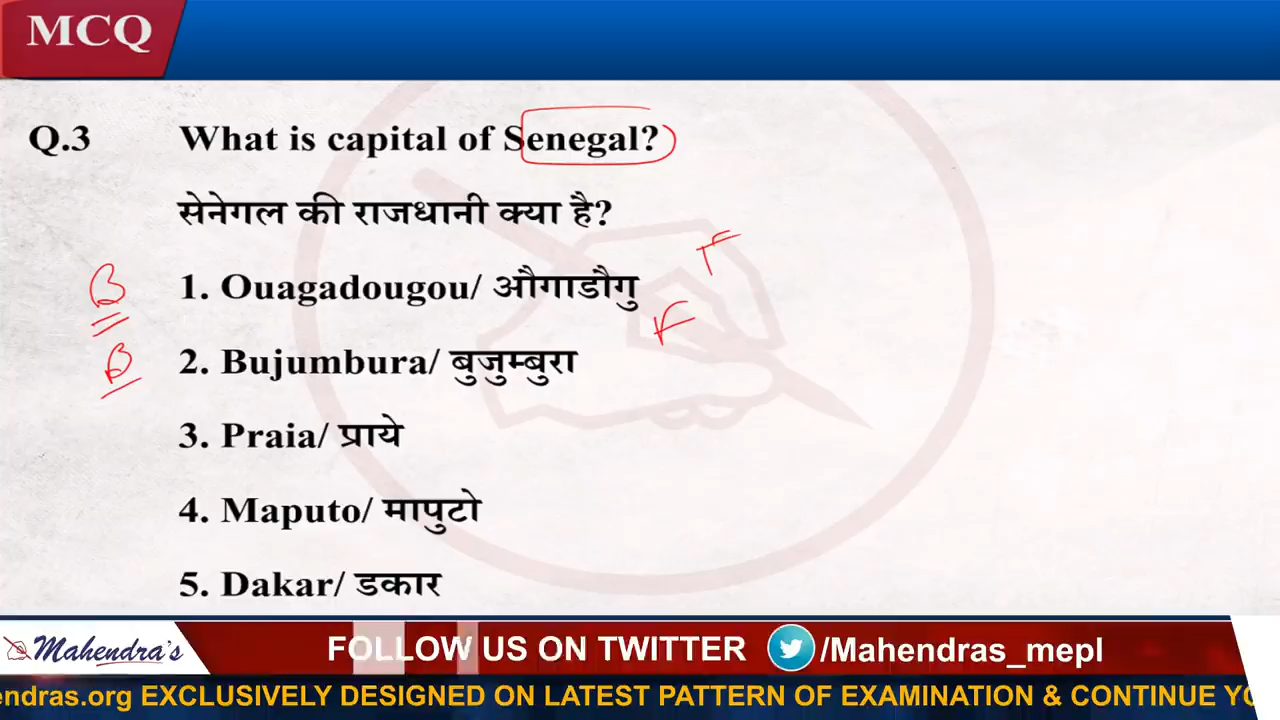 MCQ
Q.3 What is capital of Senegal?
सेनेगल की राजधानी क्या है?
B 1. Ouagadougou/ औगाडौगु
B 2. Bujumbura/ बुजुम्बुरा
3. Praia/ प्राये
4. Maputo/ मापुटो
5. Dakar/ डकार
Mahendra's FOLLOW US ON TWITTER /Mahendras_mepl
endras.org EXCLUSIVELY DESIGNED ON LATEST PATTERN OF EXAMINATION & CONTINUE YO